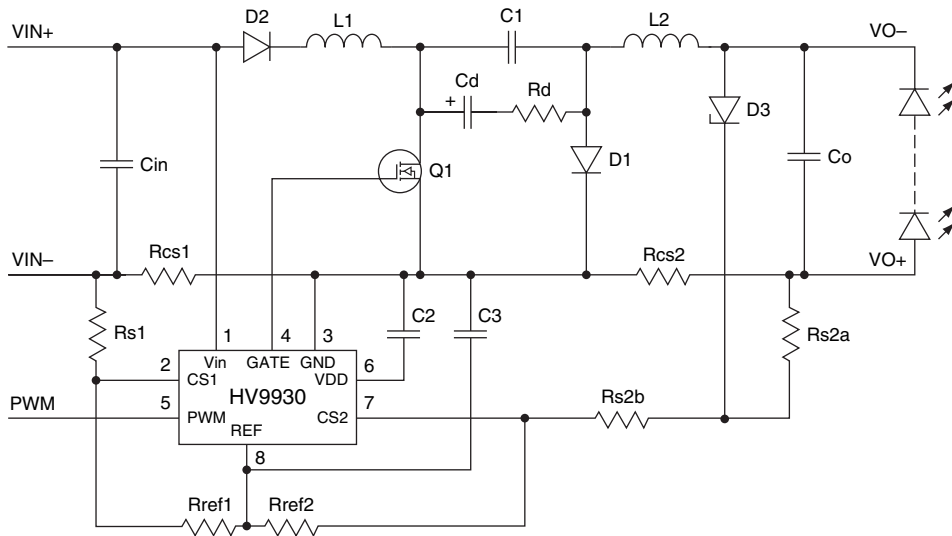 VIN+
D2
L1
C1
L2
VO–
Cd
+
Rd
D3
Cin
Q1
D1
Co
VIN–
Rcs1
Rcs2
VO+
Rs1
1
4
3
C2
C3
Rs2a
2
Vin
GATE
GND
6
CS1
VDD
HV9930
Rs2b
PWM
5
PWM
CS2
7
REF
8
Rref1
Rref2